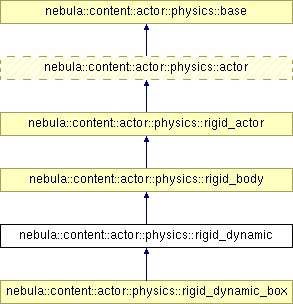 nebula::content::actor::physics::base
nebula::content::actor::physics::actor
nebula::content::actor::physics::rigid_actor
nebula::content::actor::physics::rigid_body
nebula::content::actor::physics::rigid_dynamic
nebula::content::actor::physics::rigid_dynamic_box